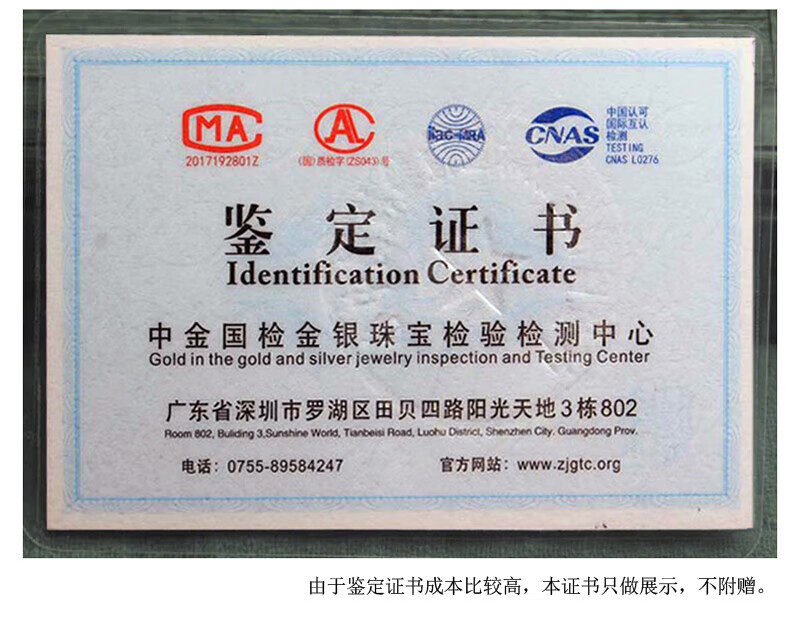 MA
2017192801Z
AL
(国)质检字(ZS043)号
ilac-MRA
CNAS
中国认可
国际互认
检测
TESTING
CNAS L0276
鉴定证书
Identification Certificate
中金国检金银珠宝检验检测中心
Gold in the gold and silver jewelry inspection and Testing Center
广东省深圳市罗湖区田贝四路阳光天地3栋802
Room 802, Buliding 3,Sunshine World, Tianbeisi Road, Luohu District, Shenzhen City. Guangdong Prov.
电话：0755-89584247
官方网站：www.zjgtc.org
由于鉴定证书成本比较高，本证书只做展示，不附赠。